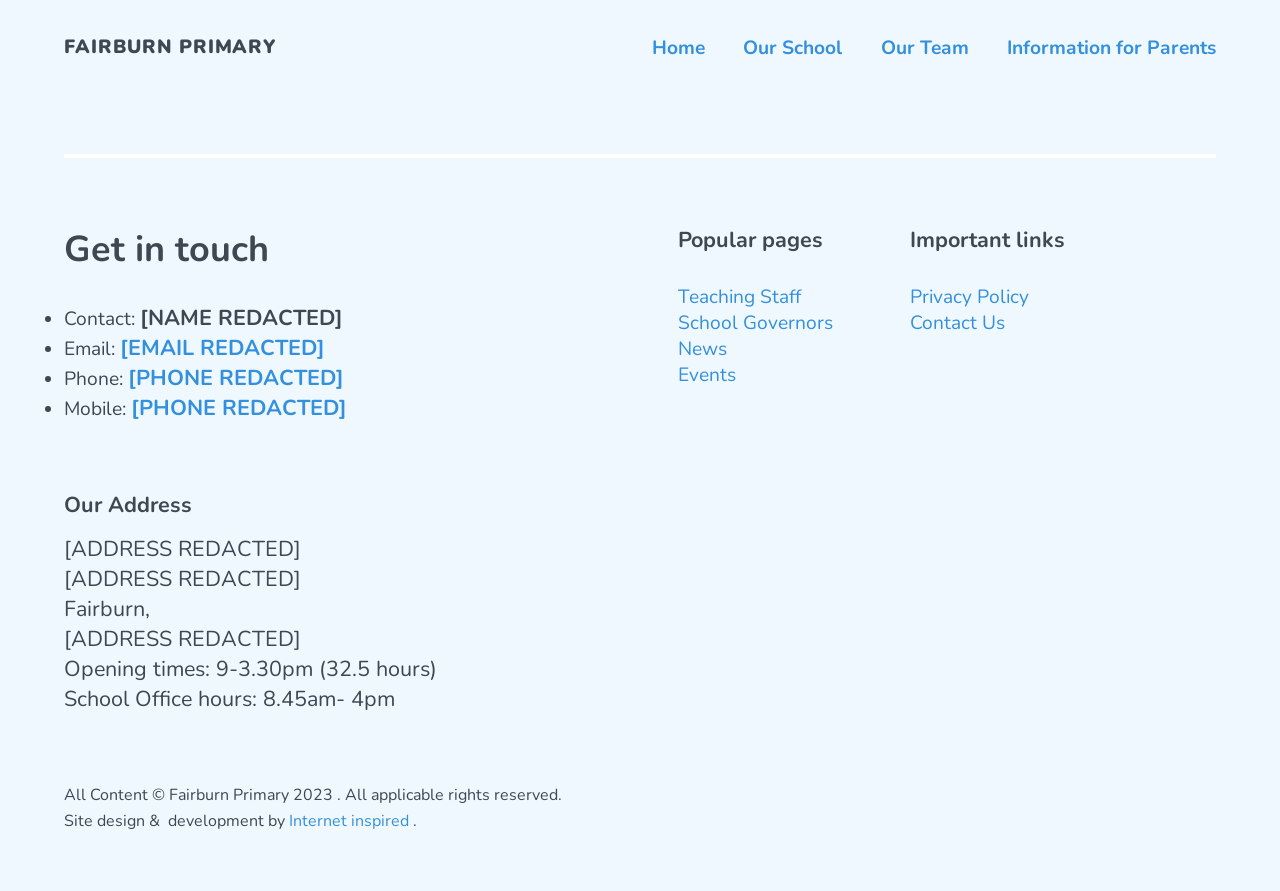 FAIRBURN PRIMARY
Home Our School Our Team Information for Parents
Get in touch
Contact: [NAME REDACTED]
Email: [EMAIL REDACTED]
Phone: [PHONE REDACTED]
Mobile: [PHONE REDACTED]
Our Address
[ADDRESS REDACTED]
[ADDRESS REDACTED]
Fairburn,
[ADDRESS REDACTED]
Opening times: 9-3.30pm (32.5 hours)
School Office hours: 8.45am- 4pm
Popular pages
Teaching Staff
School Governors
News
Events
Important links
Privacy Policy
Contact Us
All Content © Fairburn Primary 2023 . All applicable rights reserved.
Site design &  development by Internet inspired .